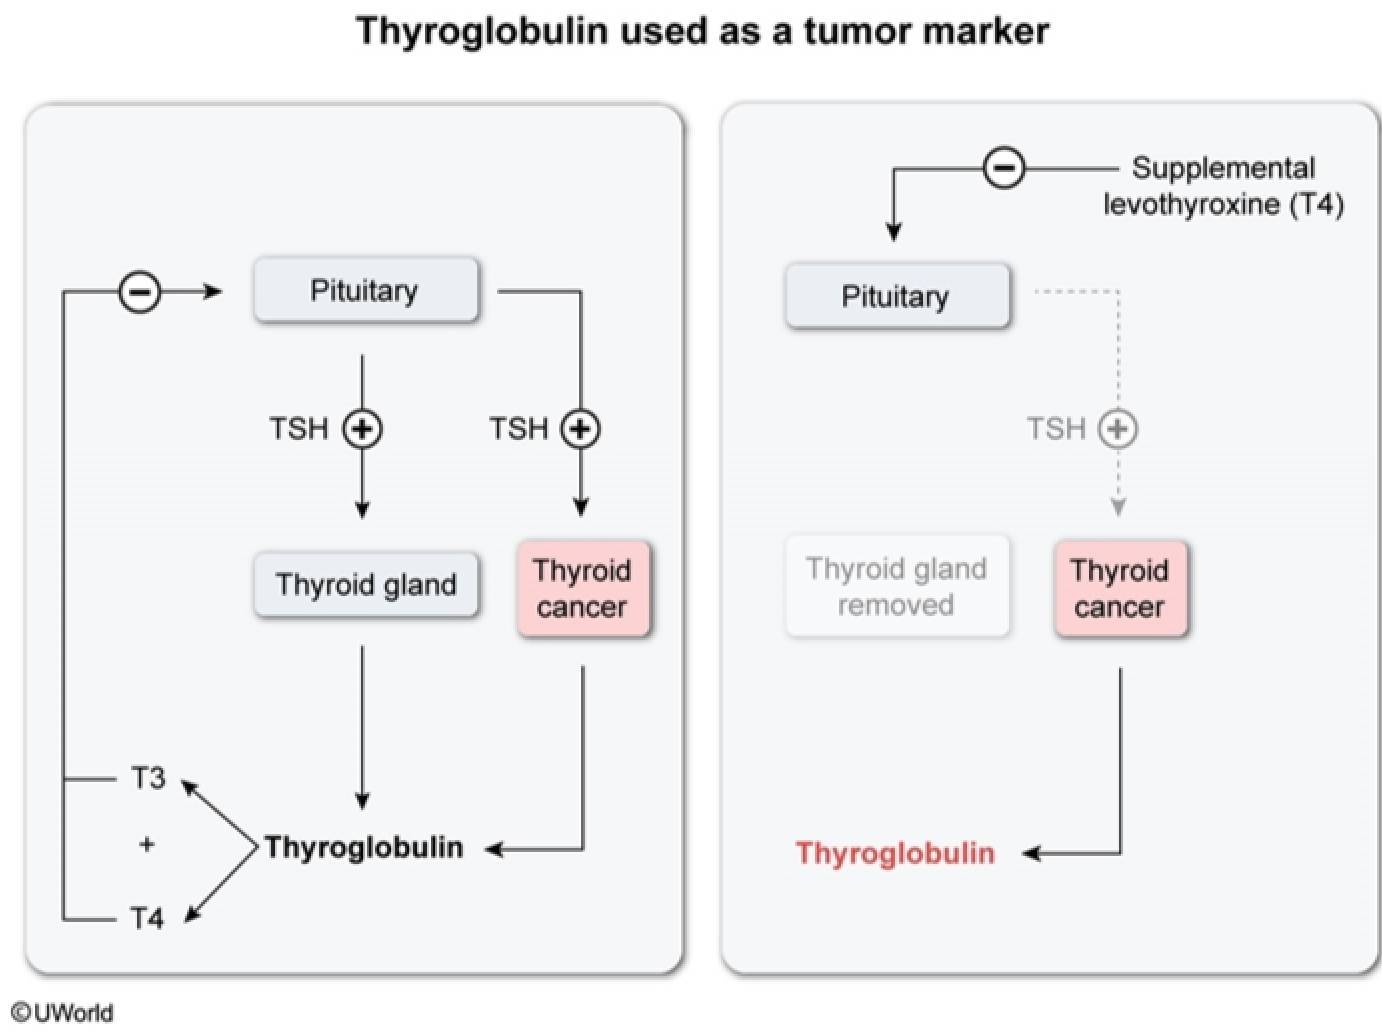 Thyroglobulin used as a tumor marker
Pituitary
TSH
TSH
Thyroid gland
Thyroid
cancer
T3
+
T4
Thyroglobulin
Supplemental
levothyroxine (T4)
Pituitary
TSH
Thyroid gland
removed
Thyroid
cancer
Thyroglobulin
©UWorld